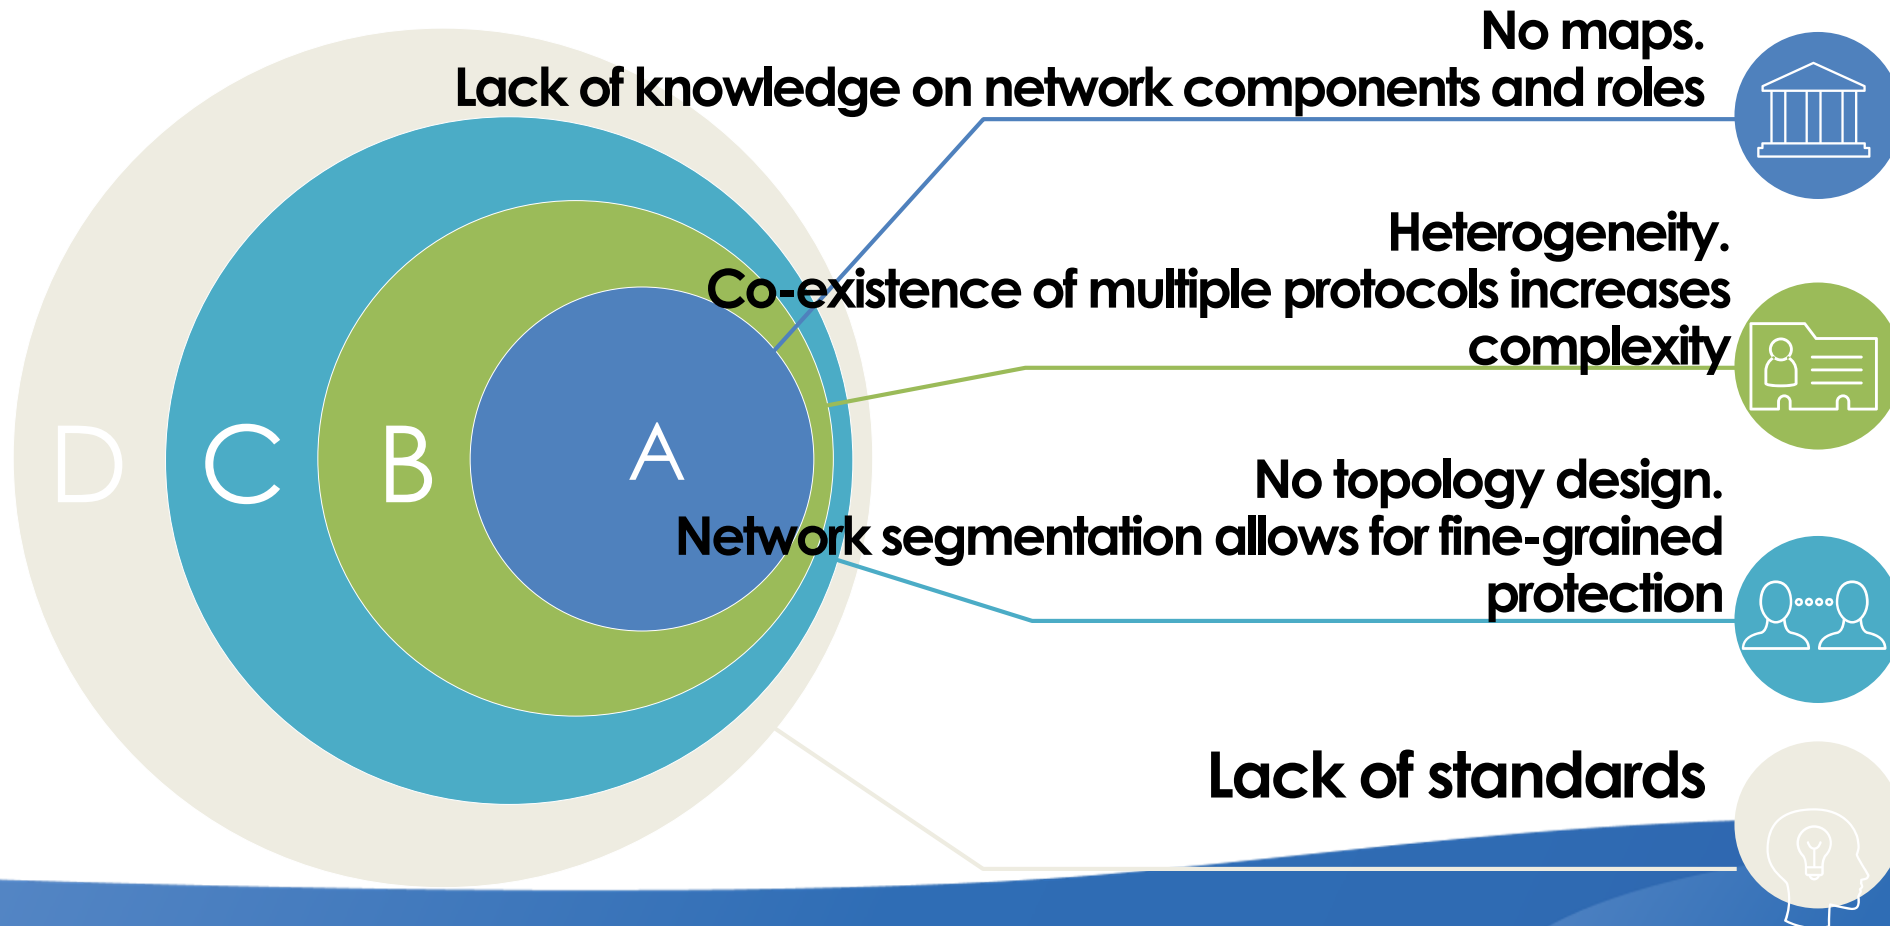 No maps.
Lack of knowledge on network components and roles
Heterogeneity.
Co-existence of multiple protocols increases
complexity
D C B A
No topology design.
Network segmentation allows for fine-grained
protection
Lack of standards